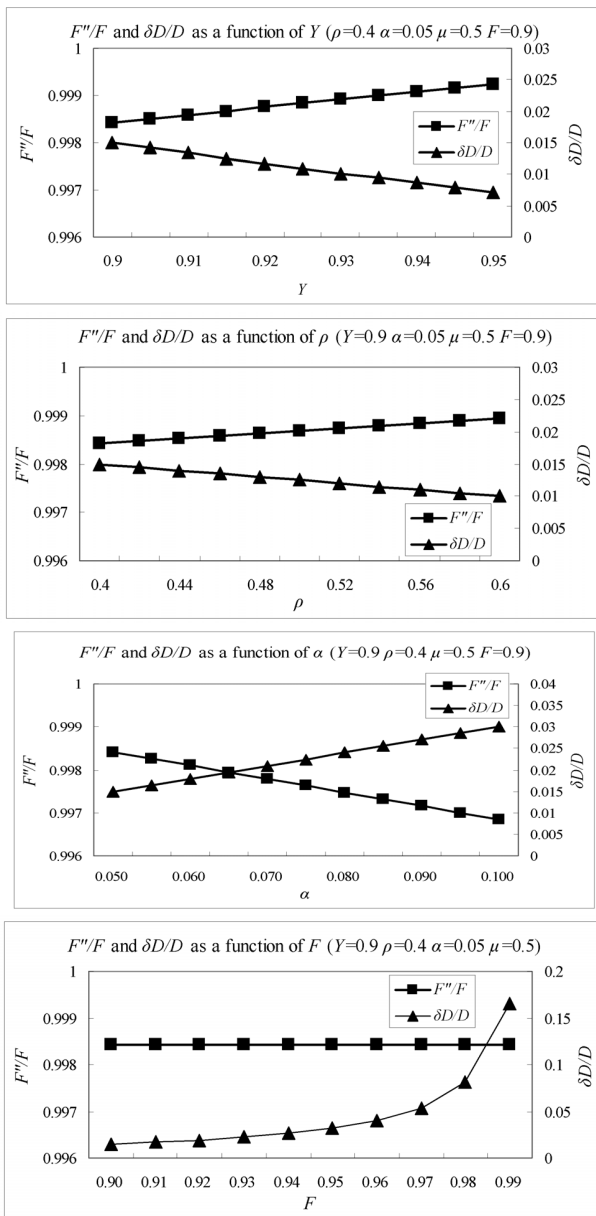 F″/F and δD/D as a function of Y (ρ=0.4 α=0.05 μ=0.5 F=0.9)
1
0.999
0.998
0.997
0.996
F″/F
0.03
0.025
0.02
0.015
0.01
0.005
0
δD/D
F″/F
δD/D
0.9 0.91 0.92 0.93 0.94 0.95
Y
F″/F and δD/D as a function of ρ (Y=0.9 α=0.05 μ=0.5 F=0.9)
1
0.999
0.998
0.997
0.996
F″/F
0.03
0.025
0.02
0.015
0.01
0.005
0
δD/D
F″/F
δD/D
0.4 0.44 0.48 0.52 0.56 0.6
ρ
F″/F and δD/D as a function of α (Y=0.9 ρ=0.4 μ=0.5 F=0.9)
1
0.999
0.998
0.997
0.996
F″/F
0.04
0.035
0.03
0.025
0.02
0.015
0.01
0.005
0
δD/D
F″/F
δD/D
0.050 0.060 0.070 0.080 0.090 0.100
α
F″/F and δD/D as a function of F (Y=0.9 ρ=0.4 α=0.05 μ=0.5)
1
0.999
0.998
0.997
0.996
F″/F
0.2
0.15
0.1
0.05
0
δD/D
F″/F
δD/D
0.90 0.91 0.92 0.93 0.94 0.95 0.96 0.97 0.98 0.99
F